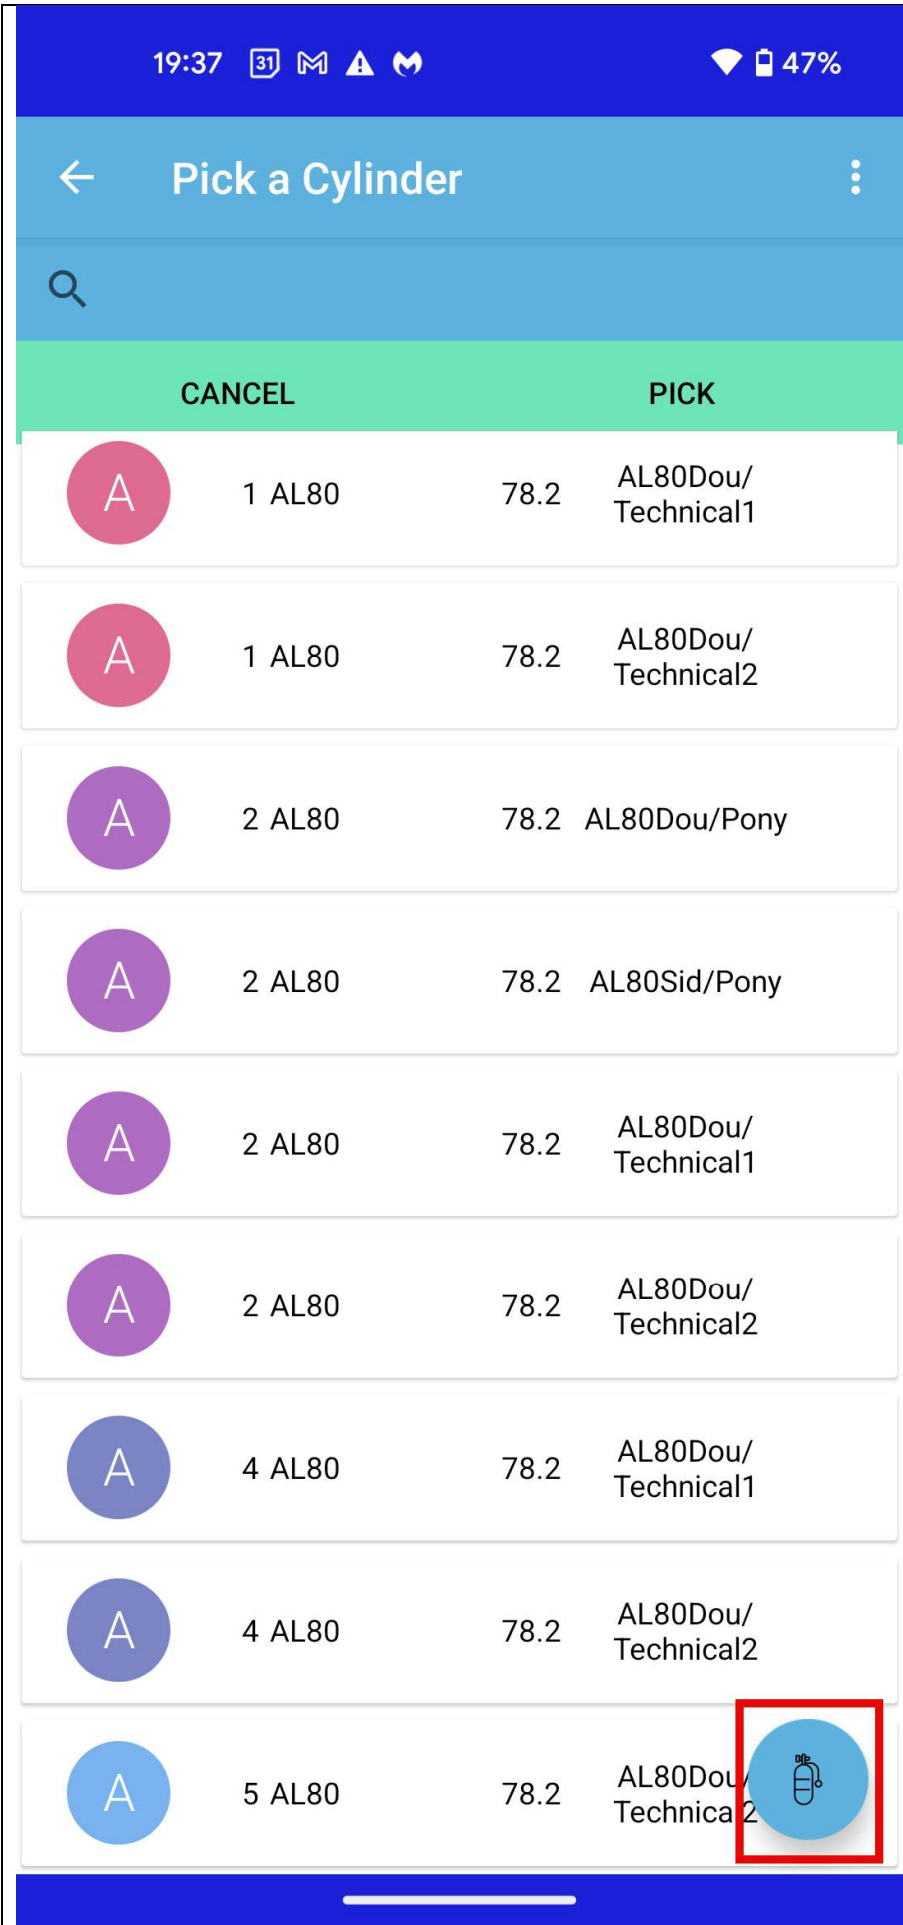 19:37 31 47%
Pick a Cylinder
CANCEL PICK
A 1 AL80 78.2 AL80Dou/
Technical1
A 1 AL80 78.2 AL80Dou/
Technical2
A 2 AL80 78.2 AL80Dou/Pony
A 2 AL80 78.2 AL80Sid/Pony
A 2 AL80 78.2 AL80Dou/
Technical1
A 2 AL80 78.2 AL80Dou/
Technical2
A 4 AL80 78.2 AL80Dou/
Technical1
A 4 AL80 78.2 AL80Dou/
Technical2
A 5 AL80 78.2 AL80Dou/
Technical2